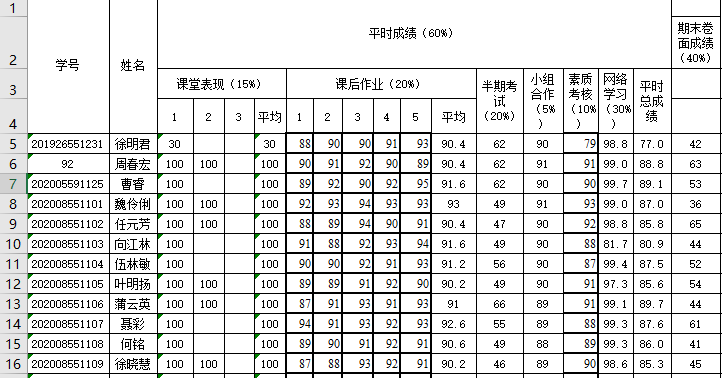 1
平时成绩（60%）
期末卷面成绩（40%）
2
学号 姓名
3
课堂表现（15%） 课后作业（20%） 半期考试（20%） 小组合作（5%） 素质考核（10%） 网络学习（30%） 平时总成绩
4
1 2 3 平均 1 2 3 4 5 平均
5 201926551231 徐明君 30 30 88 90 90 91 93 90.4 62 90 79 98.8 77.0 42
6 92 周春宏 100 100 100 90 91 92 90 89 90.4 62 91 91 99.0 88.8 63
7 202005591125 曹睿 100 100 89 92 90 92 95 91.6 62 90 90 99.7 89.1 53
8 202008551101 魏伶俐 100 100 100 92 93 94 93 93 93 49 91 93 99.0 87.0 36
9 202008551102 任元芳 100 100 100 88 89 94 90 91 90.4 47 90 92 98.8 85.8 65
10 202008551103 向江林 100 100 91 88 92 93 94 91.6 49 90 88 81.7 80.9 44
11 202008551104 伍林敏 100 100 90 90 92 91 93 91.2 56 90 87 99.4 87.5 52
12 202008551105 叶明扬 100 100 100 89 89 91 92 90 90.2 49 90 91 97.3 85.6 54
13 202008551106 蒲云英 100 100 100 87 91 93 91 93 91 66 89 91 99.1 89.7 44
14 202008551107 聂彩 100 100 94 91 93 92 93 92.6 55 89 88 99.3 87.6 61
15 202008551108 何铭 100 100 89 90 91 92 91 90.6 49 88 89 99.3 86.0 41
16 202008551109 徐晓慧 100 100 100 87 88 93 92 91 90.2 46 89 90 98.6 85.3 45